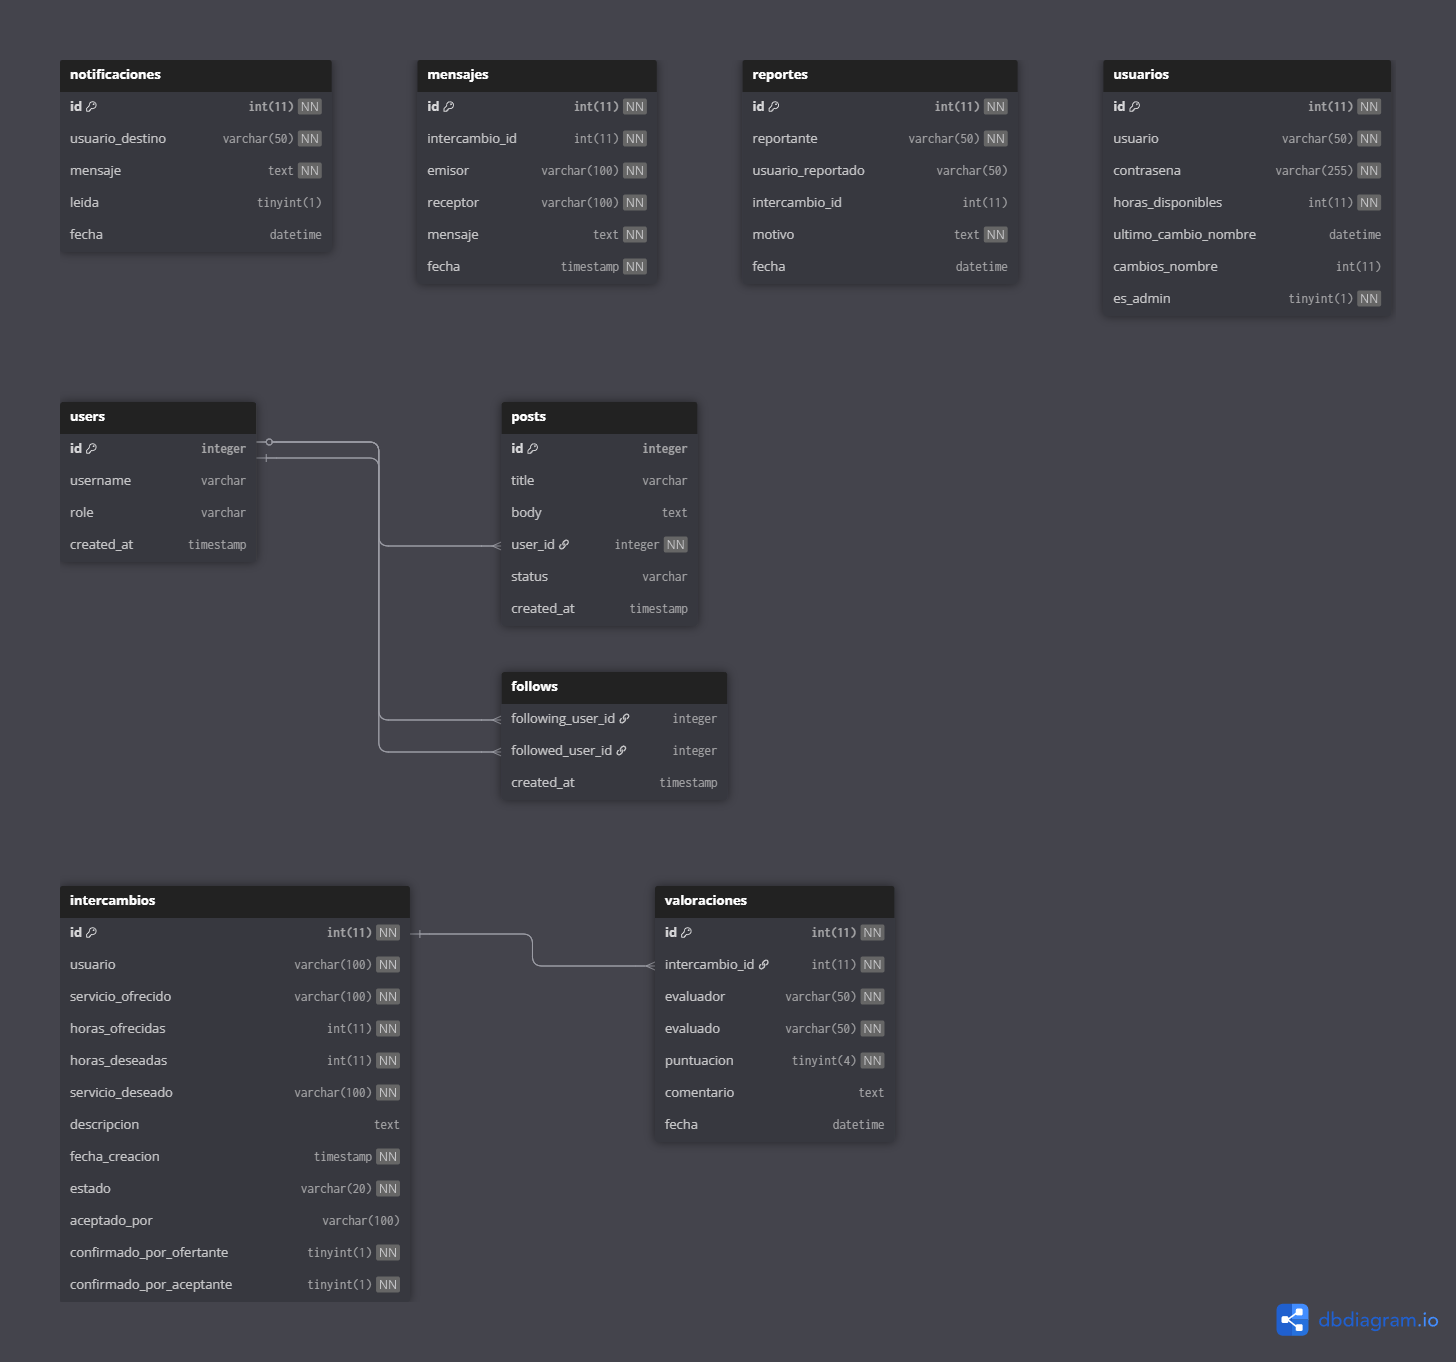 notificaciones
id int(11) NN
usuario_destino varchar(50) NN
mensaje text NN
leida tinyint(1)
fecha datetime
mensajes
id int(11) NN
intercambio_id int(11) NN
emisor varchar(100) NN
receptor varchar(100) NN
mensaje text NN
fecha timestamp NN
reportes
id int(11) NN
reportante varchar(50) NN
usuario_reportado varchar(50)
intercambio_id int(11)
motivo text NN
fecha datetime
usuarios
id int(11) NN
usuario varchar(50) NN
contrasena varchar(255) NN
horas_disponibles int(11) NN
ultimo_cambio_nombre datetime
cambios_nombre int(11)
es_admin tinyint(1) NN
users
id integer
username varchar
role varchar
created_at timestamp
posts
id integer
title varchar
body text
user_id integer NN
status varchar
created_at timestamp
follows
following_user_id integer
followed_user_id integer
created_at timestamp
intercambios
id int(11) NN
usuario varchar(100) NN
servicio_ofrecido varchar(100) NN
horas_ofrecidas int(11) NN
horas_deseadas int(11) NN
servicio_deseado varchar(100) NN
descripcion text
fecha_creacion timestamp NN
estado varchar(20) NN
aceptado_por varchar(100)
confirmado_por_ofertante tinyint(1) NN
confirmado_por_aceptante tinyint(1) NN
valoraciones
id int(11) NN
intercambio_id int(11) NN
evaluador varchar(50) NN
evaluado varchar(50) NN
puntuacion tinyint(4) NN
comentario text
fecha datetime
dbdiagram.io